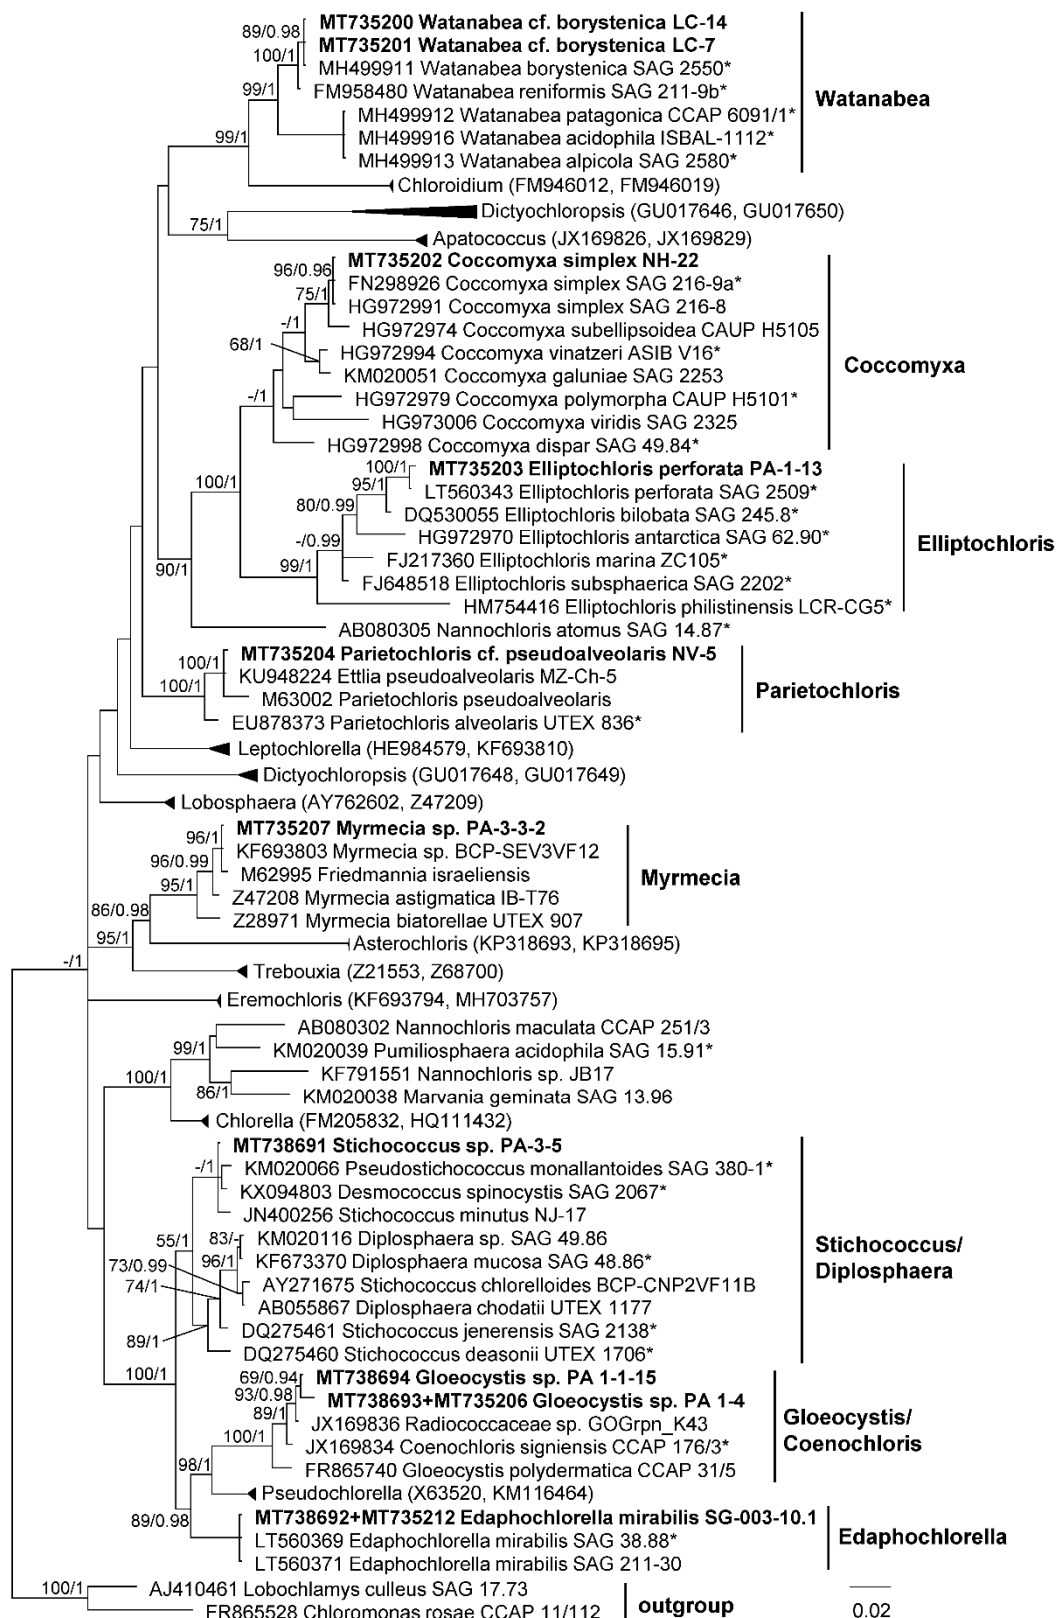 MT735200 Watanabea cf. borystenica LC-14
89/0.98
MT735201 Watanabea cf. borystenica LC-7
100/1
MH499911 Watanabea borystenica SAG 2550*
FM958480 Watanabea reniformis SAG 211-9b*
99/1
Watanabea
MH499912 Watanabea patagonica CCAP 6091/1*
MH499916 Watanabea acidophila ISBAL-1112*
99/1
MH499913 Watanabea alpicola SAG 2580*
Chloroidium (FM946012, FM946019)
Dictyochloropsis (GU017646, GU017650)
75/1
Apatococcus (JX169826, JX169829)
MT735202 Coccomyxa simplex NH-22
96/0.96
FN298926 Coccomyxa simplex SAG 216-9a*
75/1
HG972991 Coccomyxa simplex SAG 216-8
-/1
HG972974 Coccomyxa subellipsoidea CAUP H5105
68/1
HG972994 Coccomyxa vinatzeri ASIB V16*
Coccomyxa
KM020051 Coccomyxa galuniae SAG 2253
-/1
HG972979 Coccomyxa polymorpha CAUP H5101*
HG973006 Coccomyxa viridis SAG 2325
HG972998 Coccomyxa dispar SAG 49.84*
100/1
MT735203 Elliptochloris perforata PA-1-13
100/1
95/1
LT560343 Elliptochloris perforata SAG 2509*
80/0.99
DQ530055 Elliptochloris bilobata SAG 245.8*
HG972970 Elliptochloris antarctica SAG 62.90*
Elliptochloris
-/0.99
FJ217360 Elliptochloris marina ZC105*
90/1
99/1
FJ648518 Elliptochloris subsphaerica SAG 2202*
HM754416 Elliptochloris philistinensis LCR-CG5*
AB080305 Nannochloris atomus SAG 14.87*
MT735204 Parietochloris cf. pseudoalveolaris NV-5
100/1
KU948224 Ettlia pseudoalveolaris MZ-Ch-5
100/1
Parietochloris
M63002 Parietochloris pseudoalveolaris
EU878373 Parietochloris alveolaris UTEX 836*
Leptochlorella (HE984579, KF693810)
Dictyochloropsis (GU017648, GU017649)
Lobosphaera (AY762602, Z47209)
MT735207 Myrmecia sp. PA-3-3-2
96/1
KF693803 Myrmecia sp. BCP-SEV3VF12
96/0.99
M62995 Friedmannia israeliensis
Myrmecia
95/1
Z47208 Myrmecia astigmatica IB-T76
86/0.98
Z28971 Myrmecia biatorellae UTEX 907
95/1
Asterochloris (KP318693, KP318695)
-/1
Trebouxia (Z21553, Z68700)
Eremochloris (KF693794, MH703757)
AB080302 Nannochloris maculata CCAP 251/3
99/1
KM020039 Pumiliosphaera acidophila SAG 15.91*
100/1
KF791551 Nannochloris sp. JB17
86/1
KM020038 Marvania geminata SAG 13.96
Chlorella (FM205832, HQ111432)
MT738691 Stichococcus sp. PA-3-5
-/1
KM020066 Pseudostichococcus monallantoides SAG 380-1*
KX094803 Desmococcus spinocystis SAG 2067*
JN400256 Stichococcus minutus NJ-17
55/1
83/-
KM020116 Diplosphaera sp. SAG 49.86
Stichococcus/
Diplosphaera
73/0.99
96/1
KF673370 Diplosphaera mucosa SAG 48.86*
74/1
AY271675 Stichococcus chlorelloides BCP-CNP2VF11B
AB055867 Diplosphaera chodatii UTEX 1177
89/1
DQ275461 Stichococcus jenerensis SAG 2138*
DQ275460 Stichococcus deasonii UTEX 1706*
100/1
69/0.94
MT738694 Gloeocystis sp. PA 1-1-15
93/0.98
MT738693+MT735206 Gloeocystis sp. PA 1-4
89/1
JX169836 Radiococcaceae sp. GOGrpn_K43
Gloeocystis/
Coenochloris
100/1
JX169834 Coenochloris signiensis CCAP 176/3*
98/1
FR865740 Gloeocystis polydermatica CCAP 31/5
Pseudochlorella (X63520, KM116464)
89/0.98
MT738692+MT735212 Edaphochlorella mirabilis SG-003-10.1
LT560369 Edaphochlorella mirabilis SAG 38.88*
Edaphochlorella
LT560371 Edaphochlorella mirabilis SAG 211-30
100/1
AJ410461 Lobochlamys culleus SAG 17.73
outgroup
FR865528 Chloromonas rosae CCAP 11/112
0.02